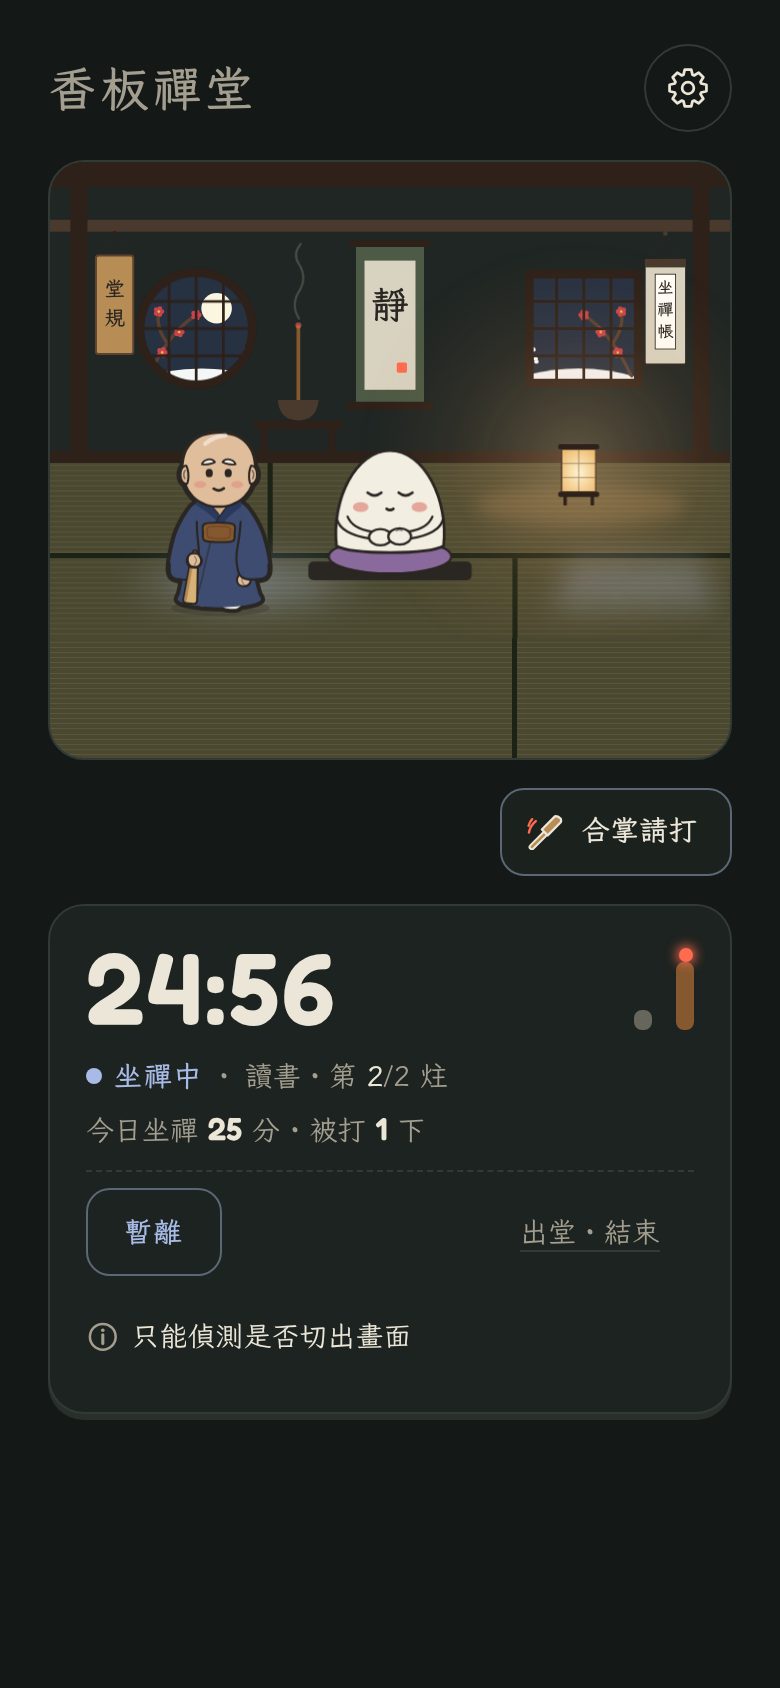 香板禪堂
堂規
靜
坐禪帳
合掌請打
24:56
坐禪中 · 讀書 · 第 2/2 炷
今日坐禪 25 分 · 被打 1 下
暫離
出堂 · 結束
只能偵測是否切出畫面